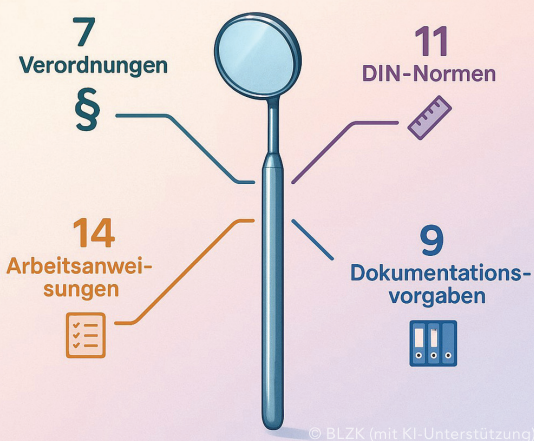 7
Verordnungen
§
11
DIN-Normen
14
Arbeitsanwei-
sungen
9
Dokumentations-
vorgaben
© BLZK (mit KI-Unterstützung)